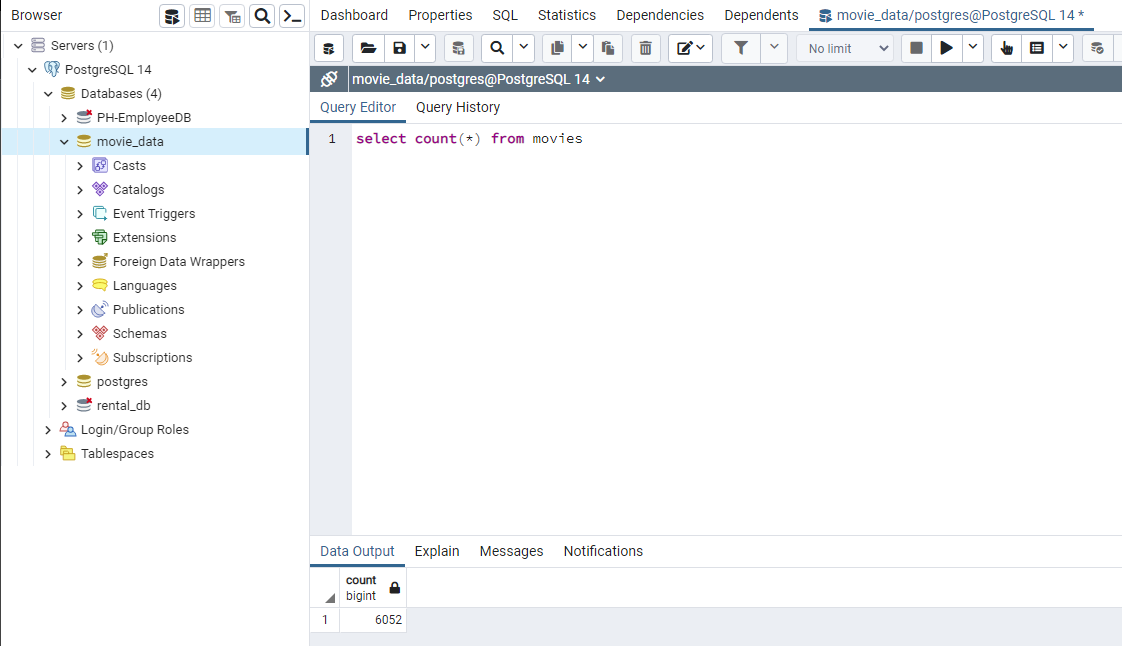 Browser
Servers (1)
PostgreSQL 14
Databases (4)
PH-EmployeeDB
movie_data
Casts
Catalogs
Event Triggers
Extensions
Foreign Data Wrappers
Languages
Publications
Schemas
Subscriptions
postgres
rental_db
Login/Group Roles
Tablespaces
Dashboard Properties SQL Statistics Dependencies Dependents movie_data/postgres@PostgreSQL 14 *
No limit
movie_data/postgres@PostgreSQL 14
Query Editor Query History
1 select count(*) from movies
Data Output Explain Messages Notifications
count
bigint
1 6052